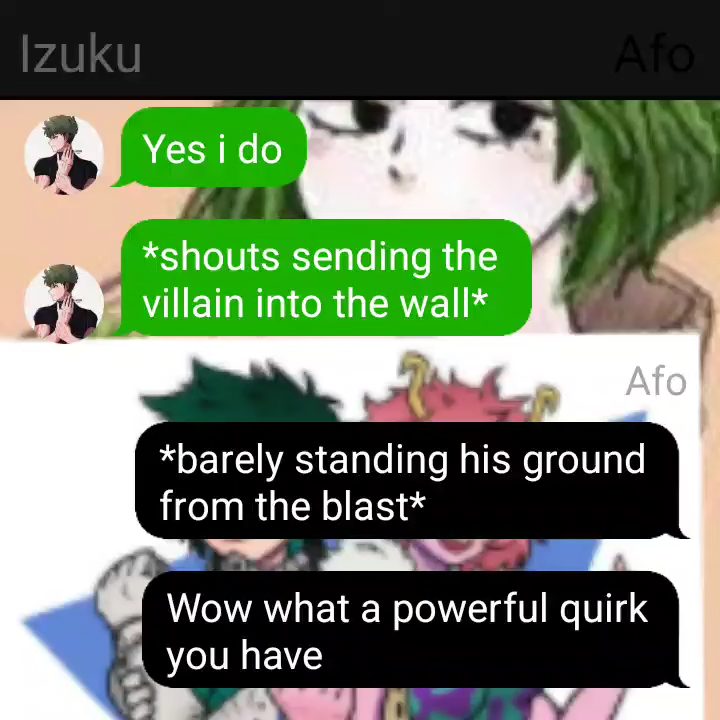 Izuku
Afo
Yes i do
*shouts sending the
villain into the wall*
Afo
*barely standing his ground
from the blast*
Wow what a powerful quirk
you have